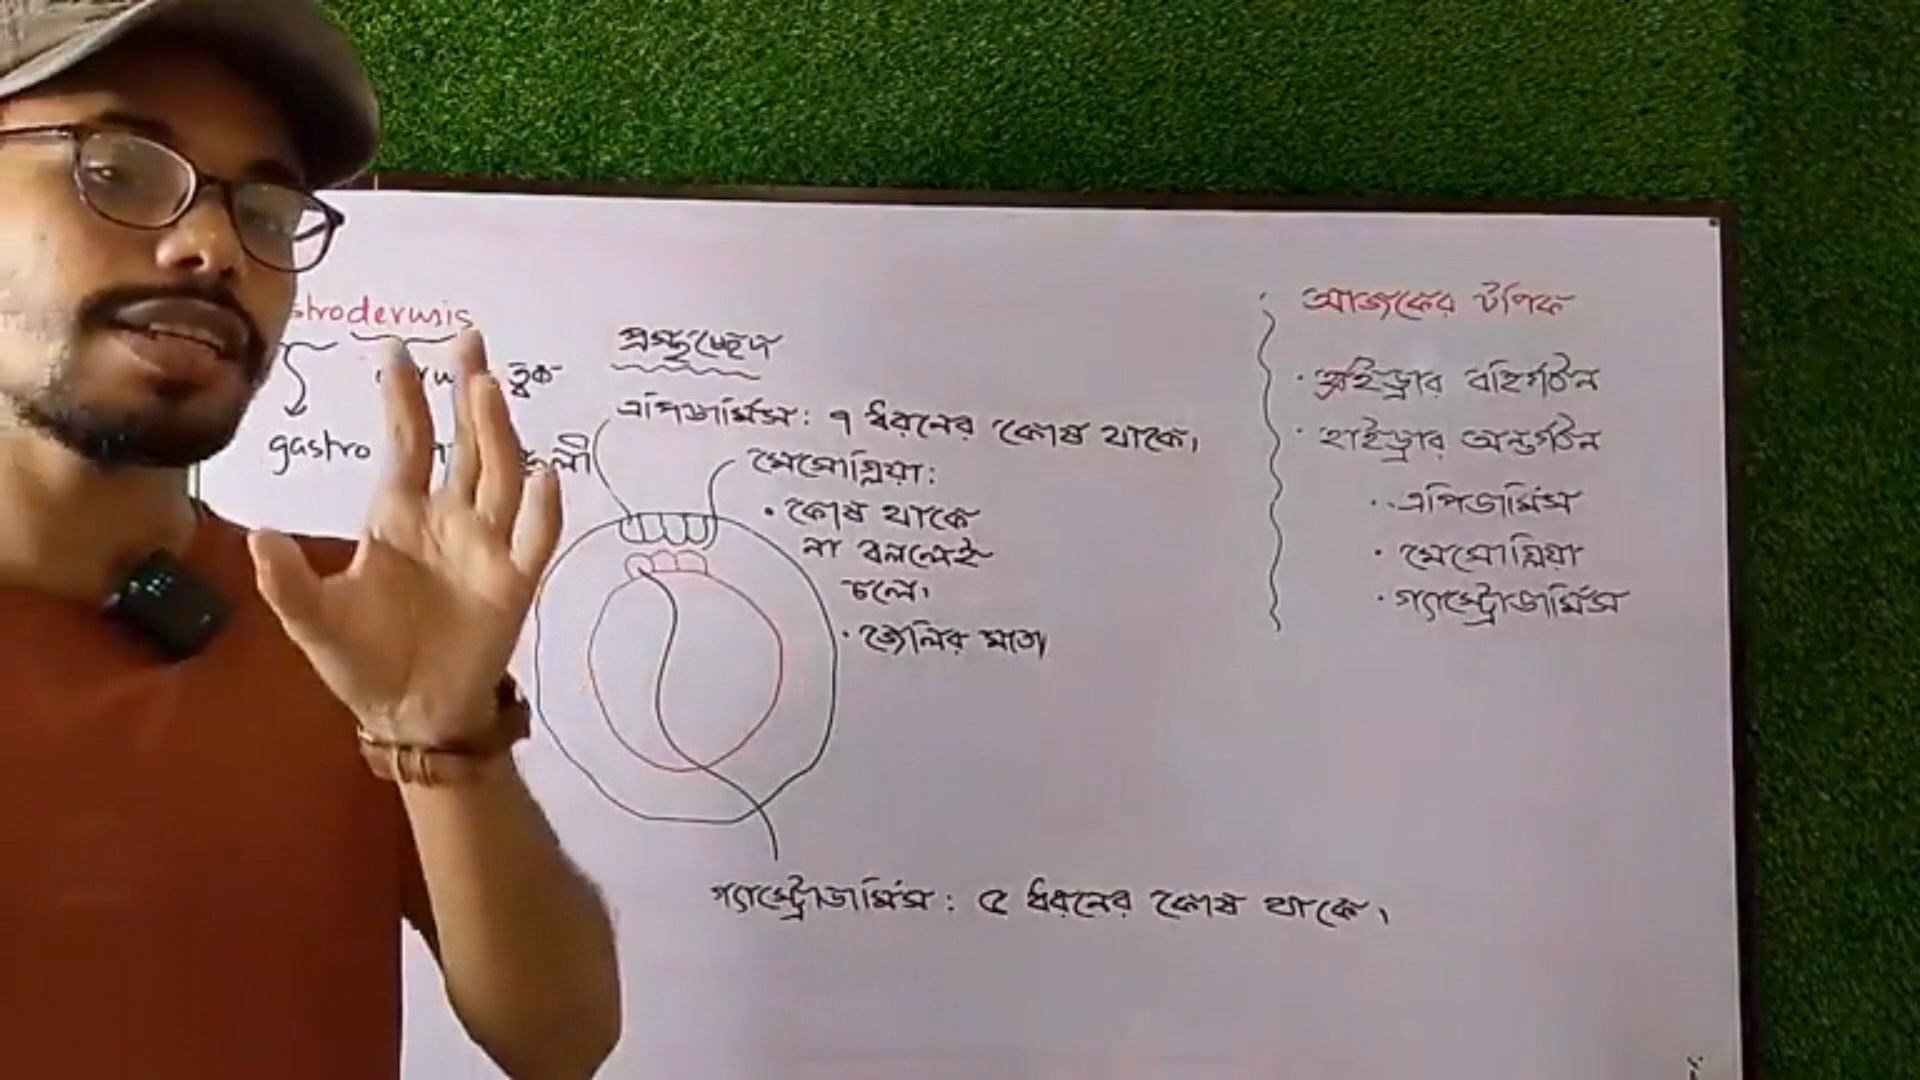 strodermis
ত্বক
gastro
প্রস্থচ্ছেদ
এপিডার্মিস: ৭ ধরনের কোষ থাকে।
মেসোগ্লিয়া:
• কোষ থাকে
না বললেই
চলে।
• জেলির মতো
গ্যাস্ট্রোডার্মিস: ৫ ধরনের কোষ থাকে।
আজকের টপিক
• হাইড্রার বহির্গঠন
• হাইড্রার অন্তর্গঠন
• এপিডার্মিস
• মেসোগ্লিয়া
• গ্যাস্ট্রোডার্মিস